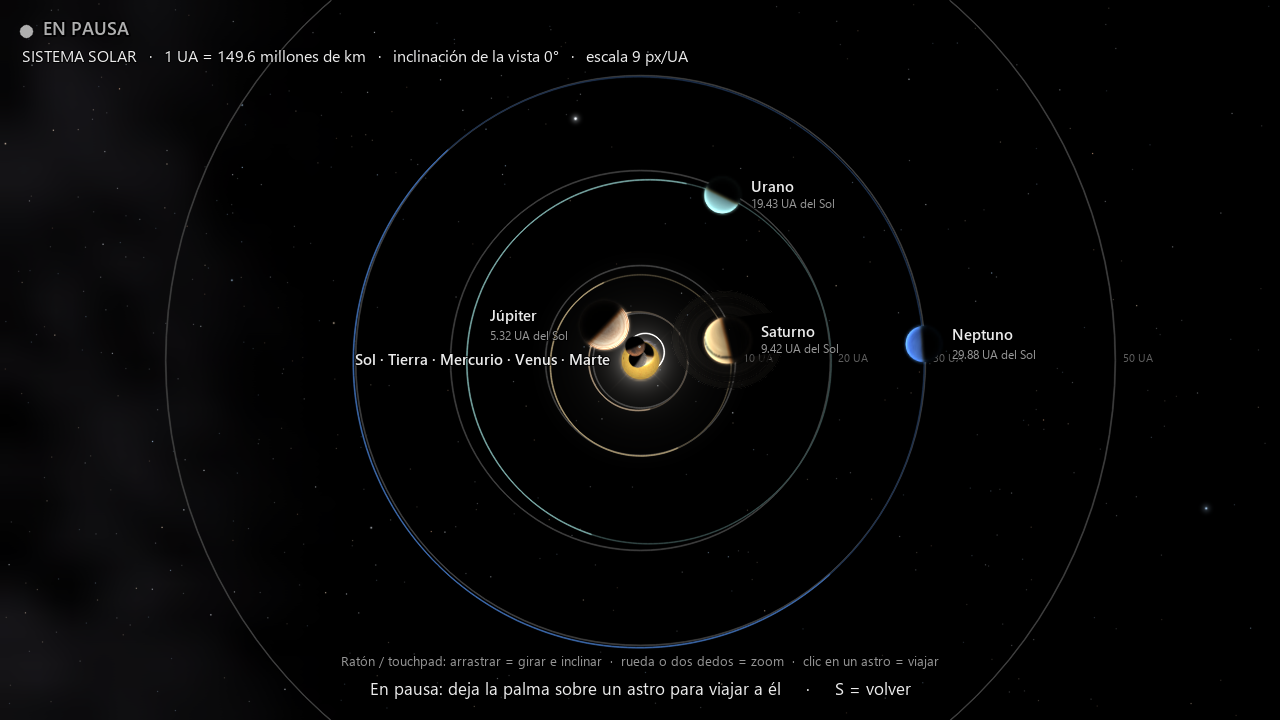 EN PAUSA
SISTEMA SOLAR · 1 UA = 149.6 millones de km · inclinación de la vista 0° · escala 9 px/UA
Urano
19.43 UA del Sol
Júpiter
5.32 UA del Sol
Saturno
9.42 UA del Sol
Neptuno
29.88 UA del Sol
Sol · Tierra · Mercurio · Venus · Marte
10 UA
20 UA
30 UA
50 UA
Ratón / touchpad: arrastrar = girar e inclinar · rueda o dos dedos = zoom · clic en un astro = viajar
En pausa: deja la palma sobre un astro para viajar a él · S = volver